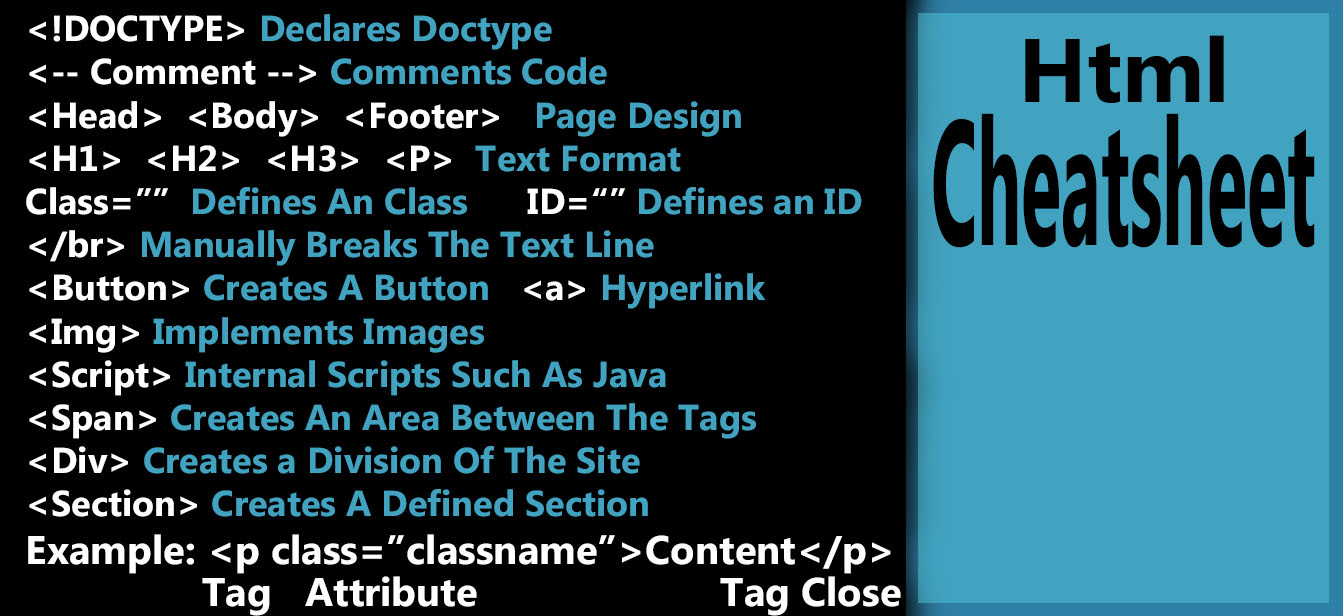 <!DOCTYPE> Declares Doctype
<-- Comment --> Comments Code
<Head> <Body> <Footer> Page Design
<H1> <H2> <H3> <P> Text Format
Class=”” Defines An Class ID=“” Defines an ID
</br> Manually Breaks The Text Line
<Button> Creates A Button <a> Hyperlink
<Img> Implements Images
<Script> Internal Scripts Such As Java
<Span> Creates An Area Between The Tags
<Div> Creates a Division Of The Site
<Section> Creates A Defined Section
Example: <p class=”classname”>Content</p>
Tag Attribute Tag Close
Html
Cheatsheet